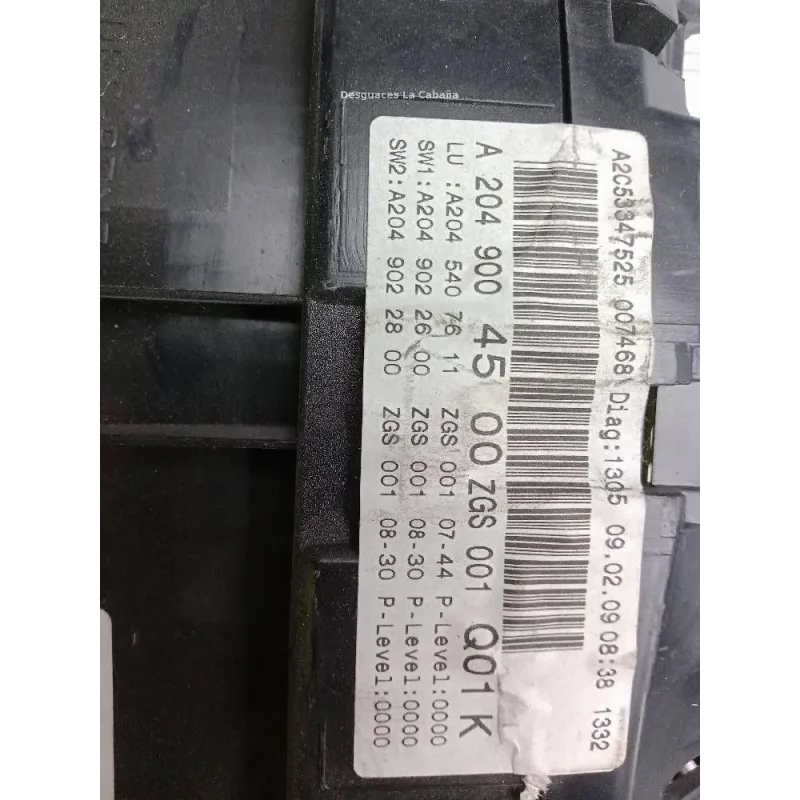 Desguaces La Cabaña
A2C53347525 007468 Diag:1305 09.02.09 08:38 1332
A 204 900 45 00 ZGS 001 Q01K
LU :A204 540 76 11 ZGS 001 07-44 P-Level:0000
SW1:A204 902 26 00 ZGS 001 08-30 P-Level:0000
SW2:A204 902 28 00 ZGS 001 08-30 P-Level:0000